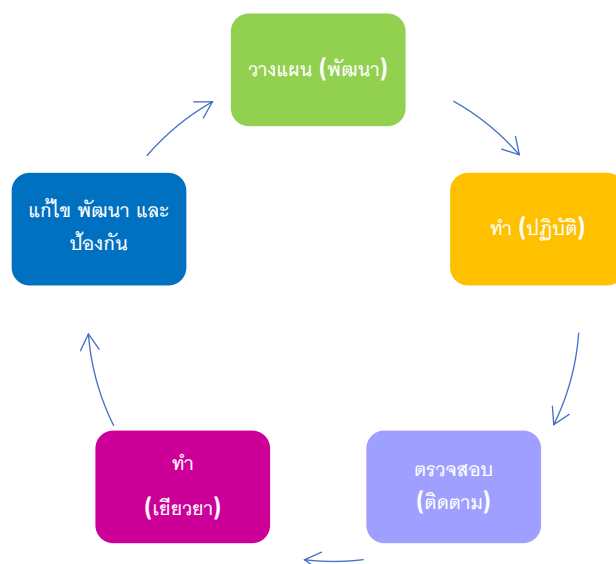 วางแผน (พัฒนา)
ทำ (ปฏิบัติ)
ตรวจสอบ
(ติดตาม)
ทำ
(เยียวยา)
แก้ไข พัฒนา และ
ป้องกัน